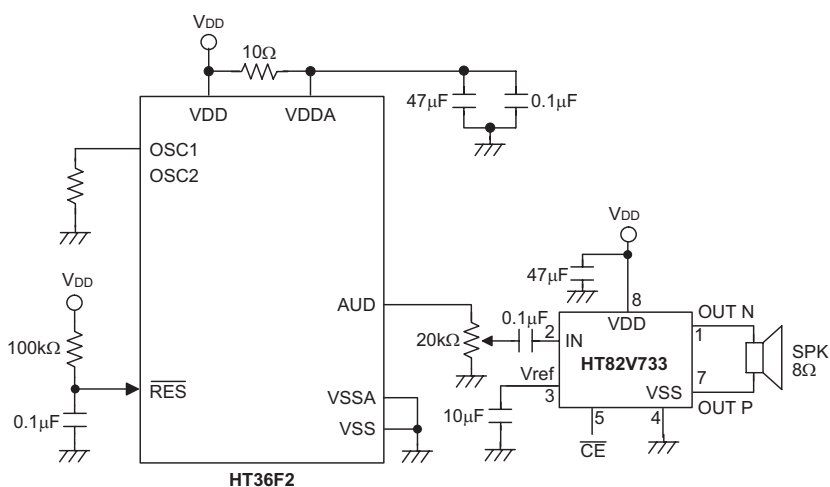 VDD
10Ω
VDD
VDDA
47μF
0.1μF
OSC1
OSC2
VDD
100kΩ
RES
0.1μF
AUD
VSSA
VSS
HT36F2
20kΩ
0.1μF
VDD
47μF
8
VDD
2
IN
HT82V733
OUT N
1
SPK
8Ω
7
OUT P
Vref
3
10μF
VSS
5
4
CE